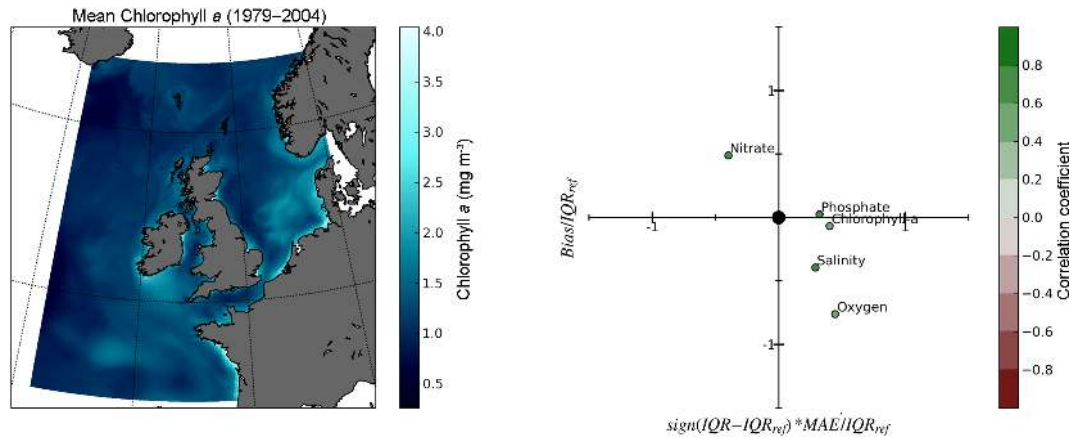 Mean Chlorophyll a (1979–2004)
4.0
3.5
3.0
2.5
2.0
1.5
1.0
0.5
Chlorophyll a (mg m⁻³)
1
-1
1
-1
Nitrate
Phosphate
Chlorophyll a
Salinity
Oxygen
Bias/IQR_ref
sign(IQR−IQR_ref)*MAE'/IQR_ref
0.8
0.6
0.4
0.2
0.0
−0.2
−0.4
−0.6
−0.8
Correlation coefficient